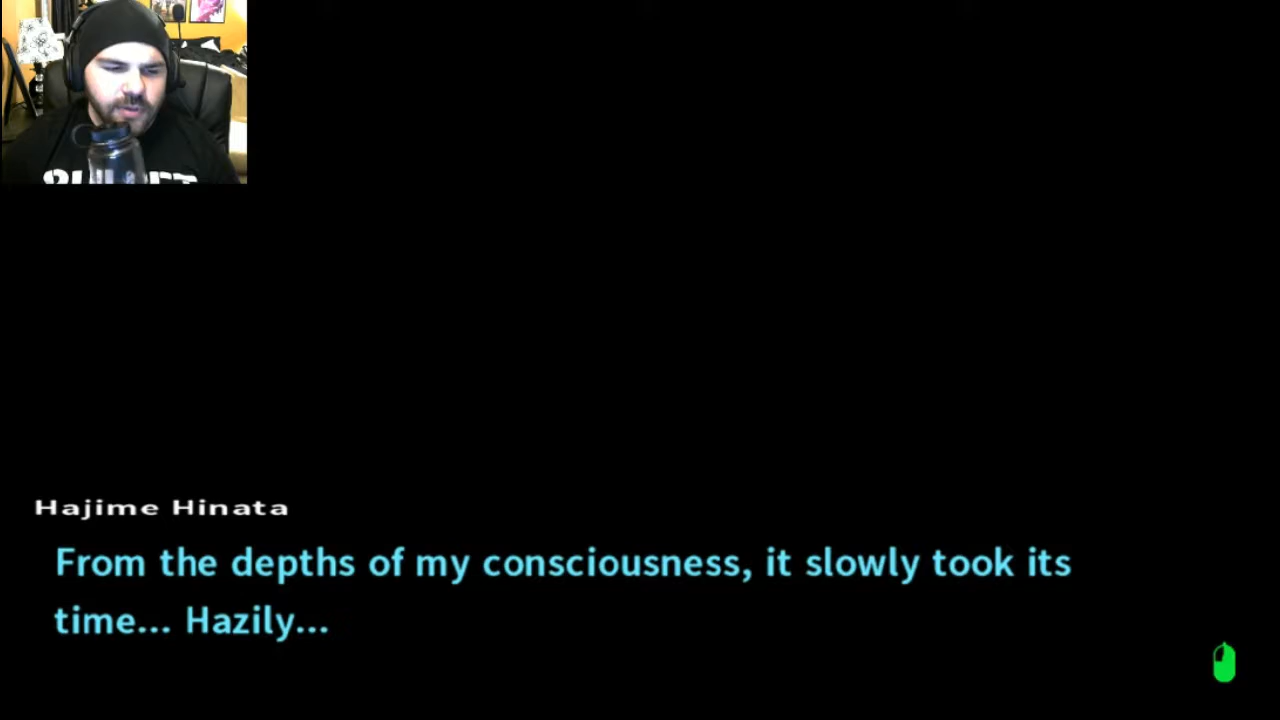 Hajime Hinata
From the depths of my consciousness, it slowly took its
time... Hazily...